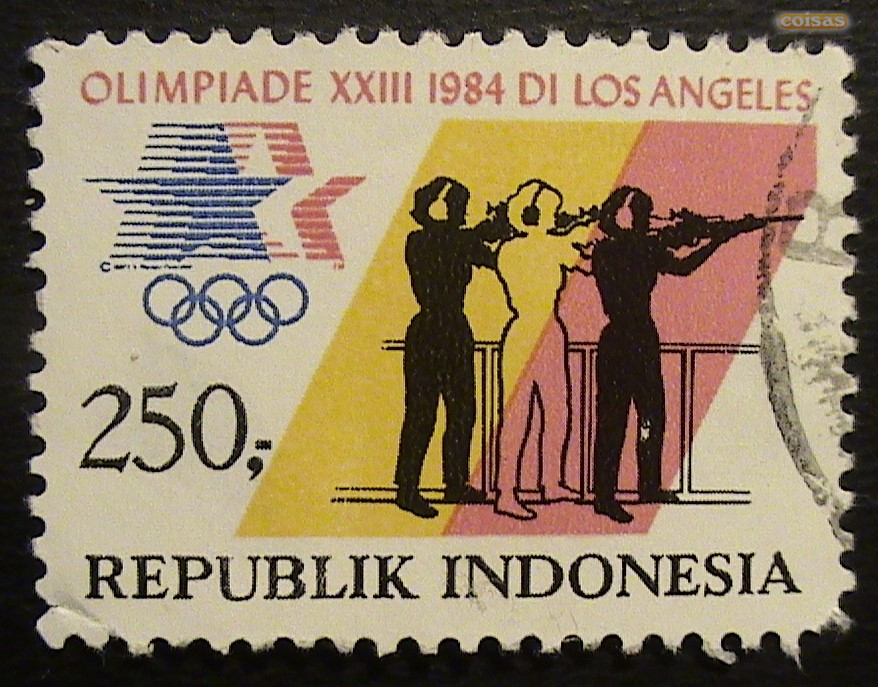 coisas
OLIMPIADE XXIII 1984 DI LOS ANGELES
250,-
REPUBLIK INDONESIA